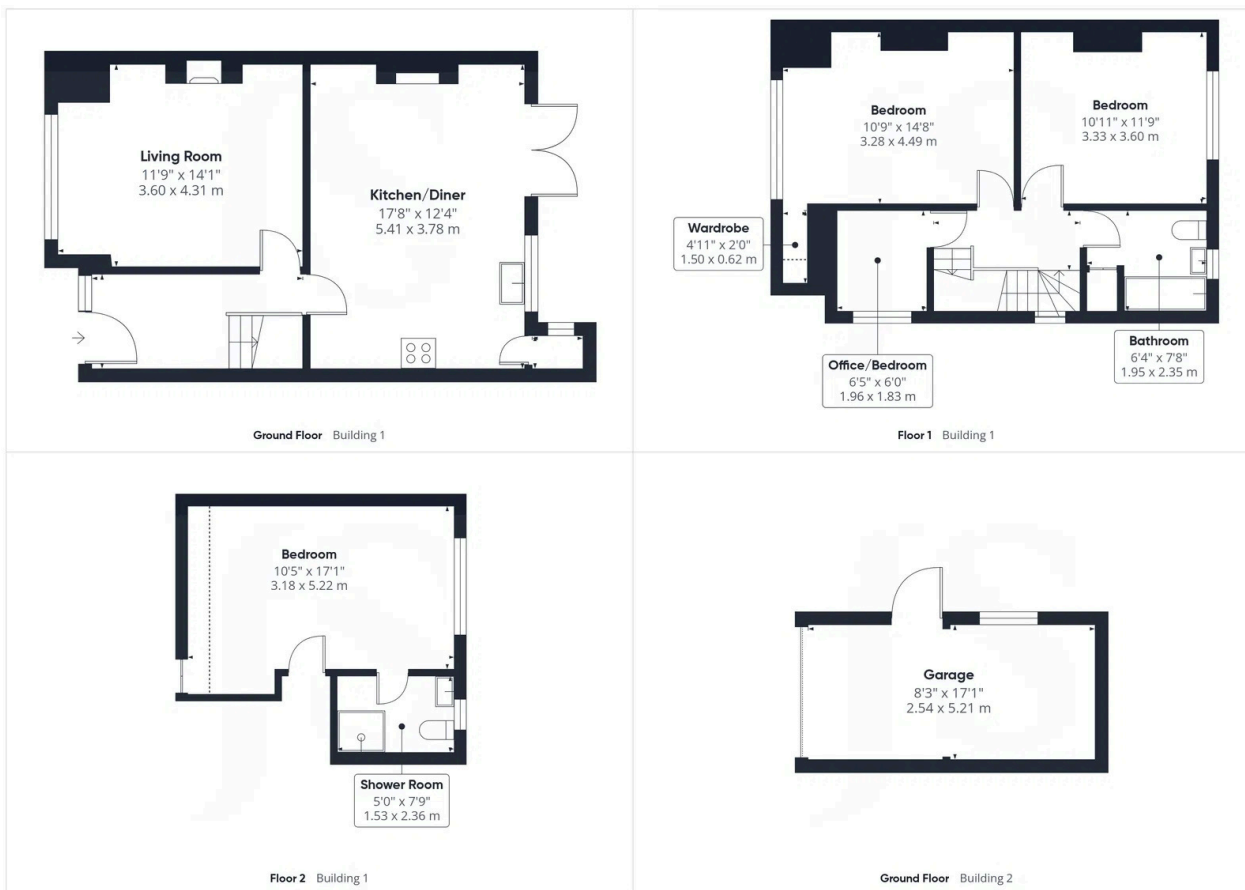 Living Room
11'9" x 14'1"
3.60 x 4.31 m
Kitchen/Diner
17'8" x 12'4"
5.41 x 3.78 m
Ground Floor Building 1
Bedroom
10'9" x 14'8"
3.28 x 4.49 m
Bedroom
10'11" x 11'9"
3.33 x 3.60 m
Wardrobe
4'11" x 2'0"
1.50 x 0.62 m
Office/Bedroom
6'5" x 6'0"
1.96 x 1.83 m
Bathroom
6'4" x 7'8"
1.95 x 2.35 m
Floor 1 Building 1
Bedroom
10'5" x 17'1"
3.18 x 5.22 m
Shower Room
5'0" x 7'9"
1.53 x 2.36 m
Floor 2 Building 1
Garage
8'3" x 17'1"
2.54 x 5.21 m
Ground Floor Building 2